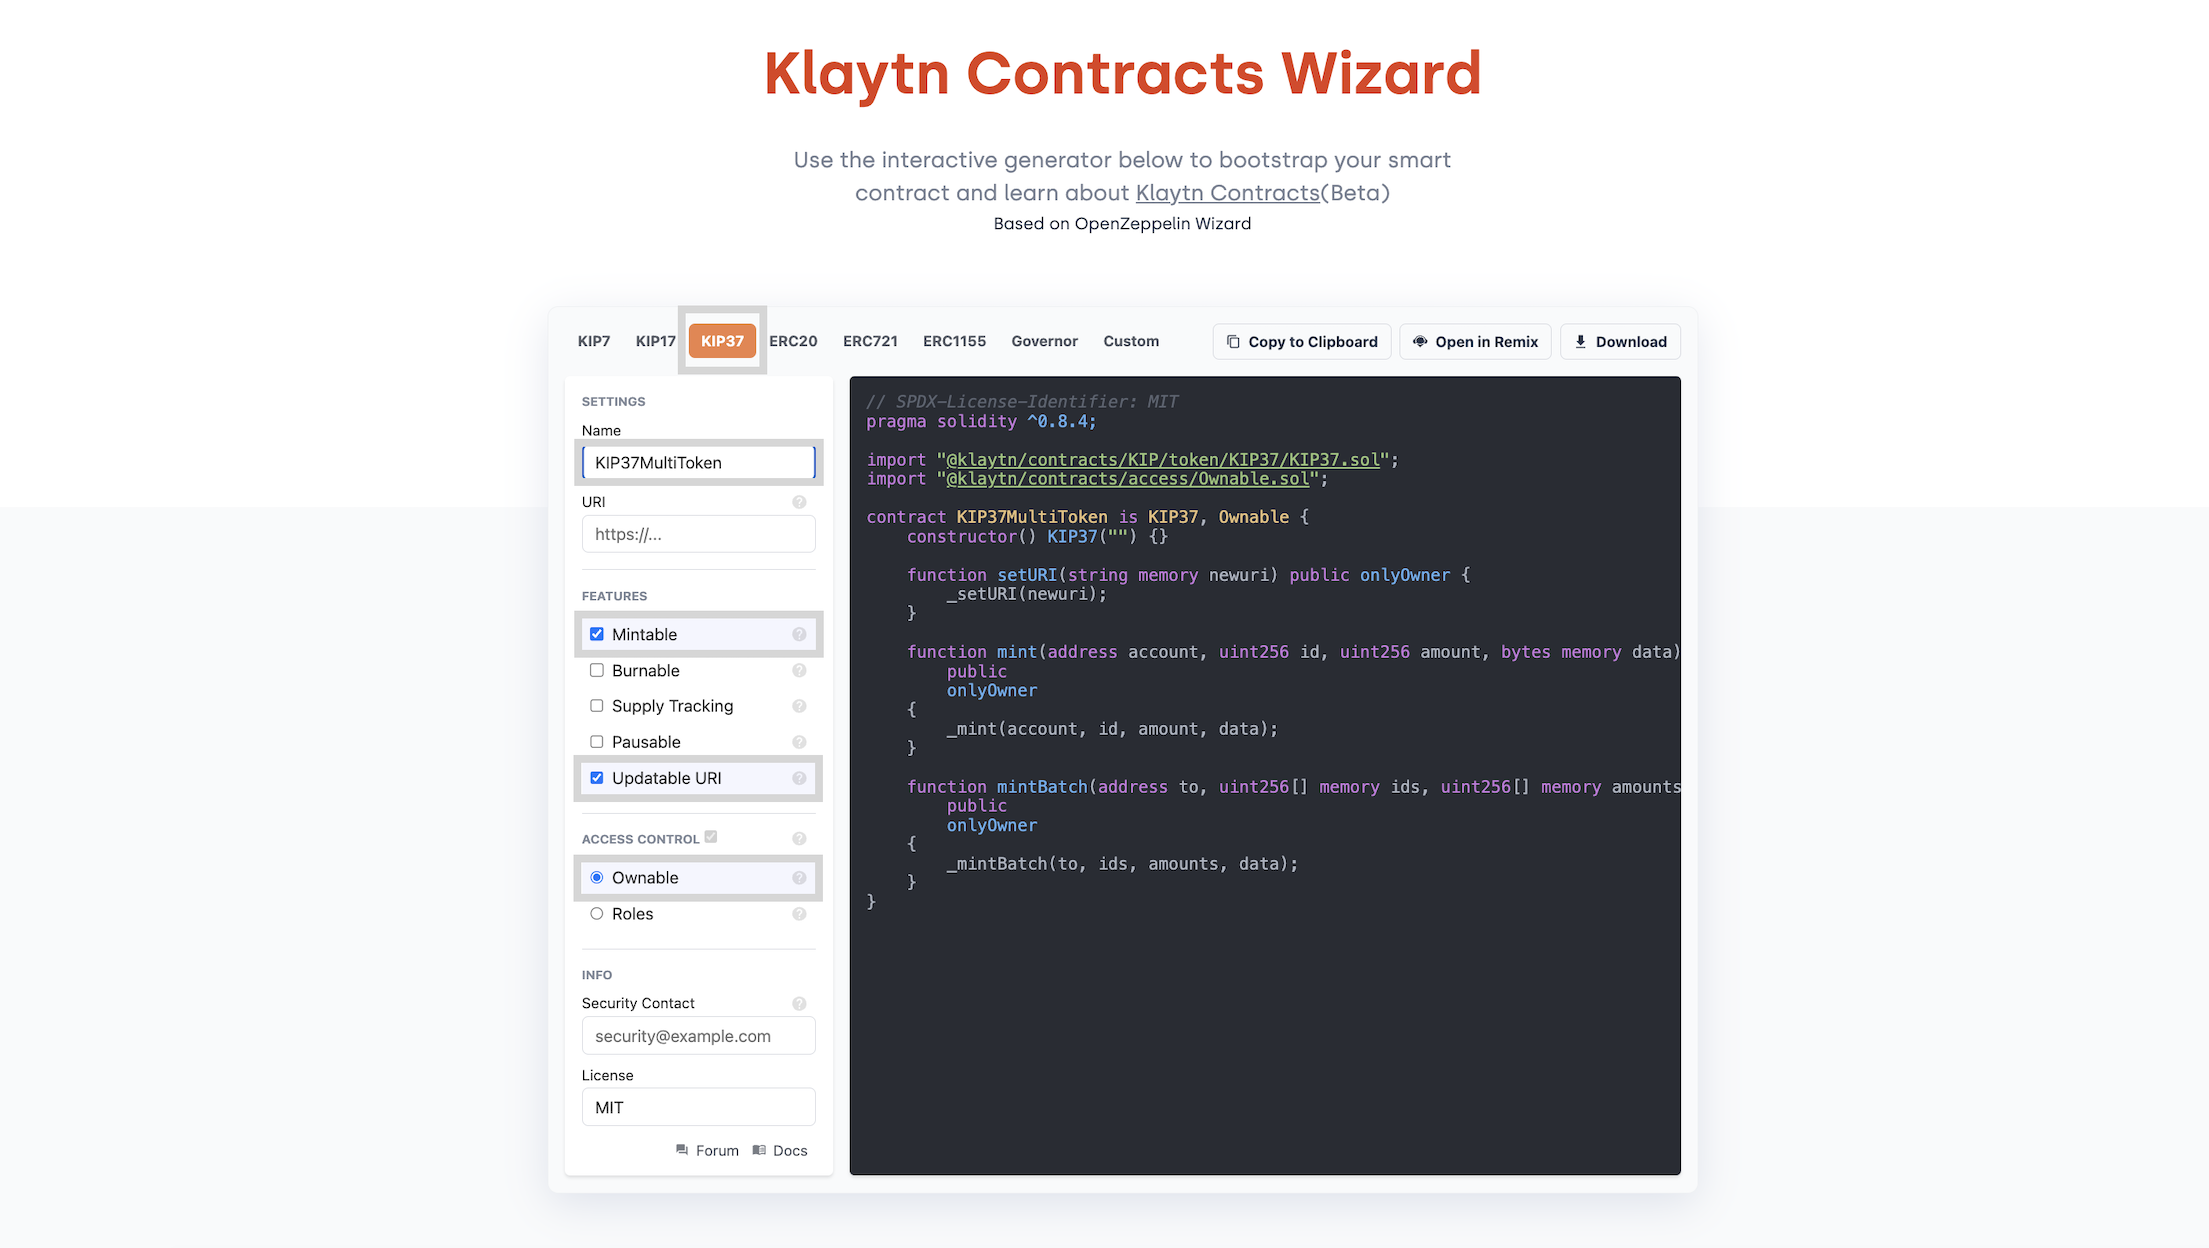 Klaytn Contracts Wizard
Use the interactive generator below to bootstrap your smart
contract and learn about Klaytn Contracts(Beta)
Based on OpenZeppelin Wizard
KIP7 KIP17 KIP37 ERC20 ERC721 ERC1155 Governor Custom Copy to Clipboard Open in Remix Download
SETTINGS
Name
KIP37MultiToken
URI ?
https://...
FEATURES
Mintable ?
Burnable ?
Supply Tracking ?
Pausable ?
Updatable URI ?
ACCESS CONTROL ?
Ownable ?
Roles ?
INFO
Security Contact ?
security@example.com
License
MIT
Forum Docs
// SPDX-License-Identifier: MIT
pragma solidity ^0.8.4;
import "@klaytn/contracts/KIP/token/KIP37/KIP37.sol";
import "@klaytn/contracts/access/Ownable.sol";
contract KIP37MultiToken is KIP37, Ownable {
constructor() KIP37("") {}
function setURI(string memory newuri) public onlyOwner {
_setURI(newuri);
}
function mint(address account, uint256 id, uint256 amount, bytes memory data)
public
onlyOwner
{
_mint(account, id, amount, data);
}
function mintBatch(address to, uint256[] memory ids, uint256[] memory amounts
public
onlyOwner
{
_mintBatch(to, ids, amounts, data);
}
}